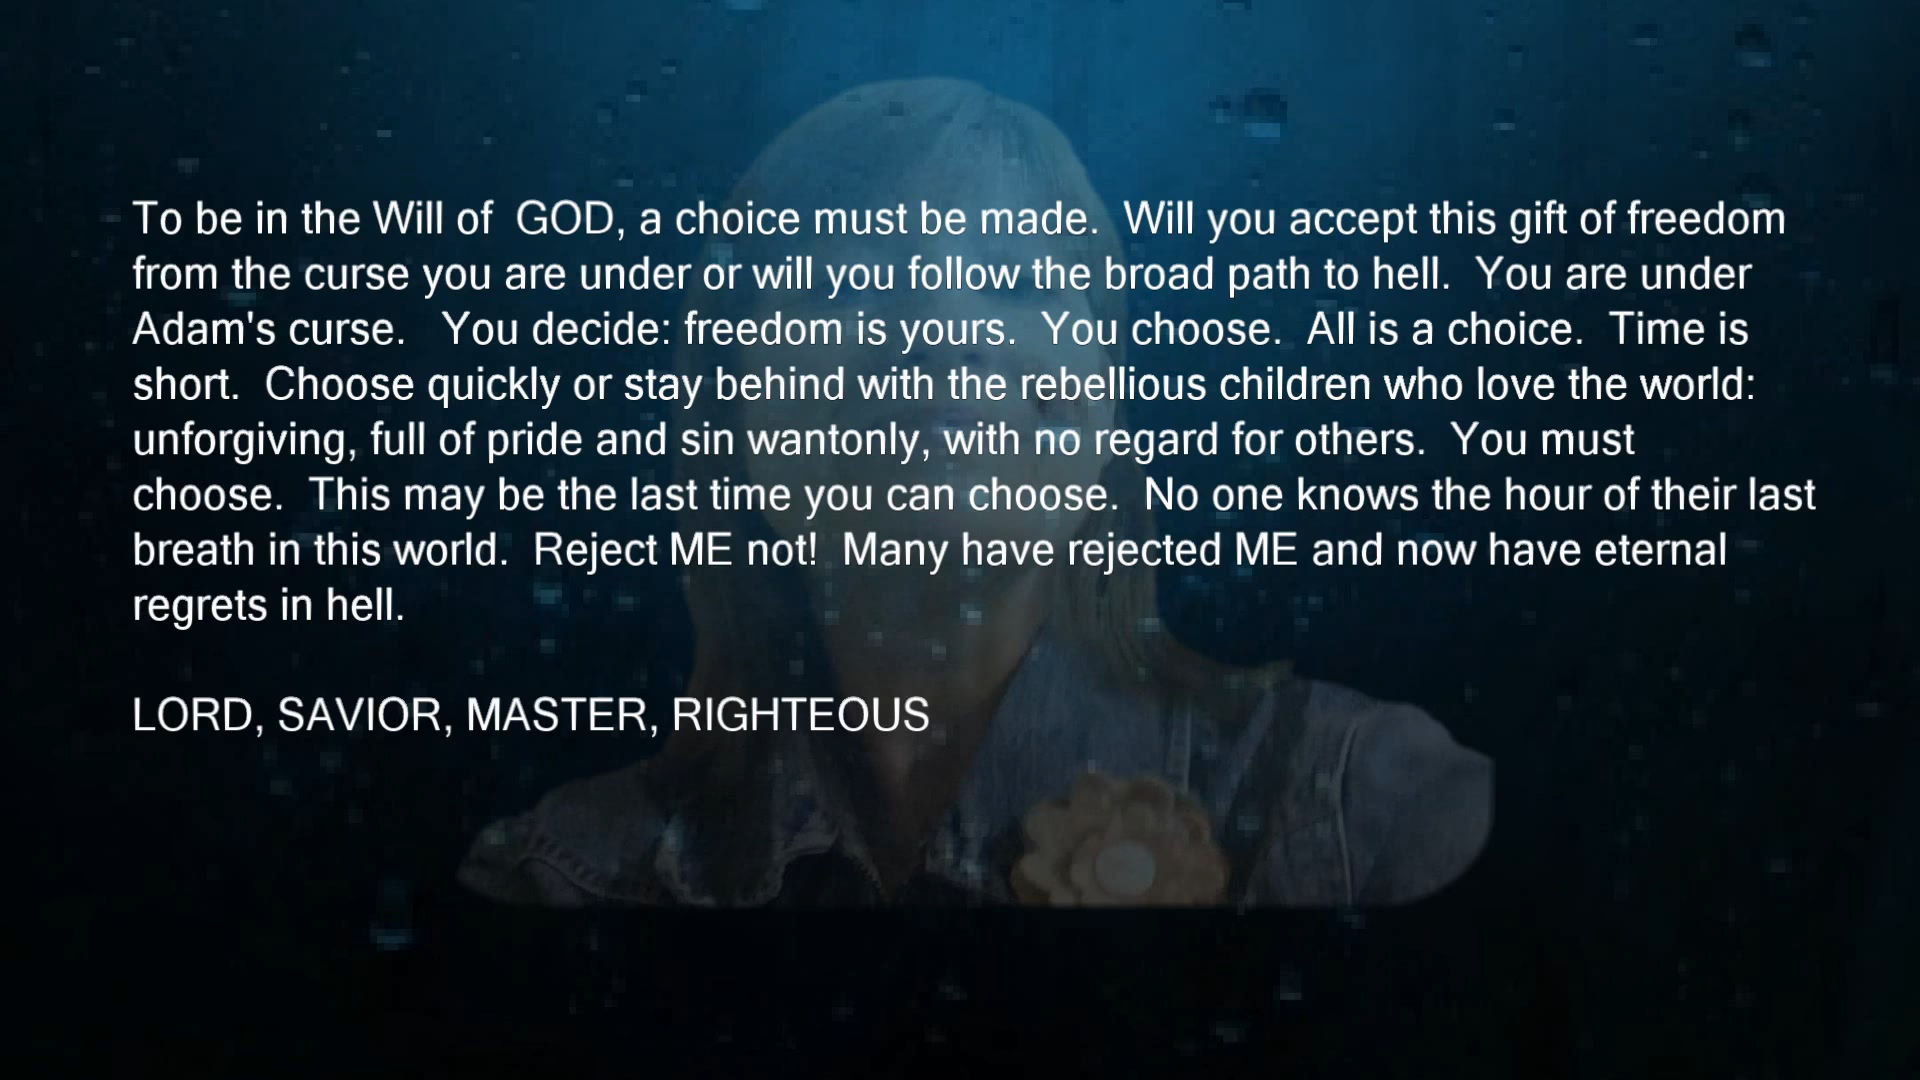 To be in the Will of  GOD, a choice must be made.  Will you accept this gift of freedom
from the curse you are under or will you follow the broad path to hell.  You are under
Adam's curse.   You decide: freedom is yours.  You choose.  All is a choice.  Time is
short.  Choose quickly or stay behind with the rebellious children who love the world:
unforgiving, full of pride and sin wantonly, with no regard for others.  You must
choose.  This may be the last time you can choose.  No one knows the hour of their last
breath in this world.  Reject ME not!  Many have rejected ME and now have eternal
regrets in hell.
LORD, SAVIOR, MASTER, RIGHTEOUS